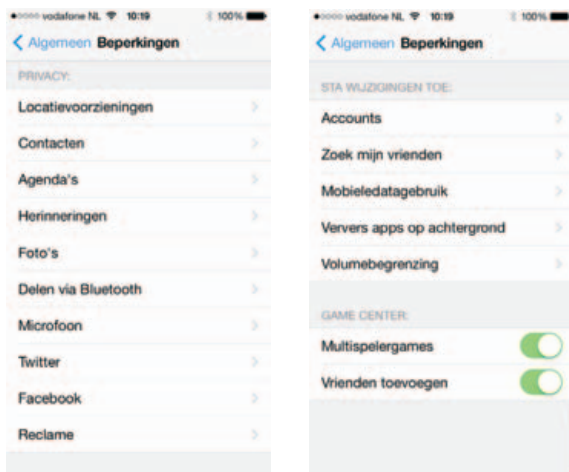 vodafone NL 10:19 100%
Algemeen Beperkingen
PRIVACY:
Locatievoorzieningen
Contacten
Agenda's
Herinneringen
Foto's
Delen via Bluetooth
Microfoon
Twitter
Facebook
Reclame
vodafone NL 10:19 100%
Algemeen Beperkingen
STA WIJZIGINGEN TOE:
Accounts
Zoek mijn vrienden
Mobieledatagebruik
Ververs apps op achtergrond
Volumebegrenzing
GAME CENTER:
Multispelergames
Vrienden toevoegen